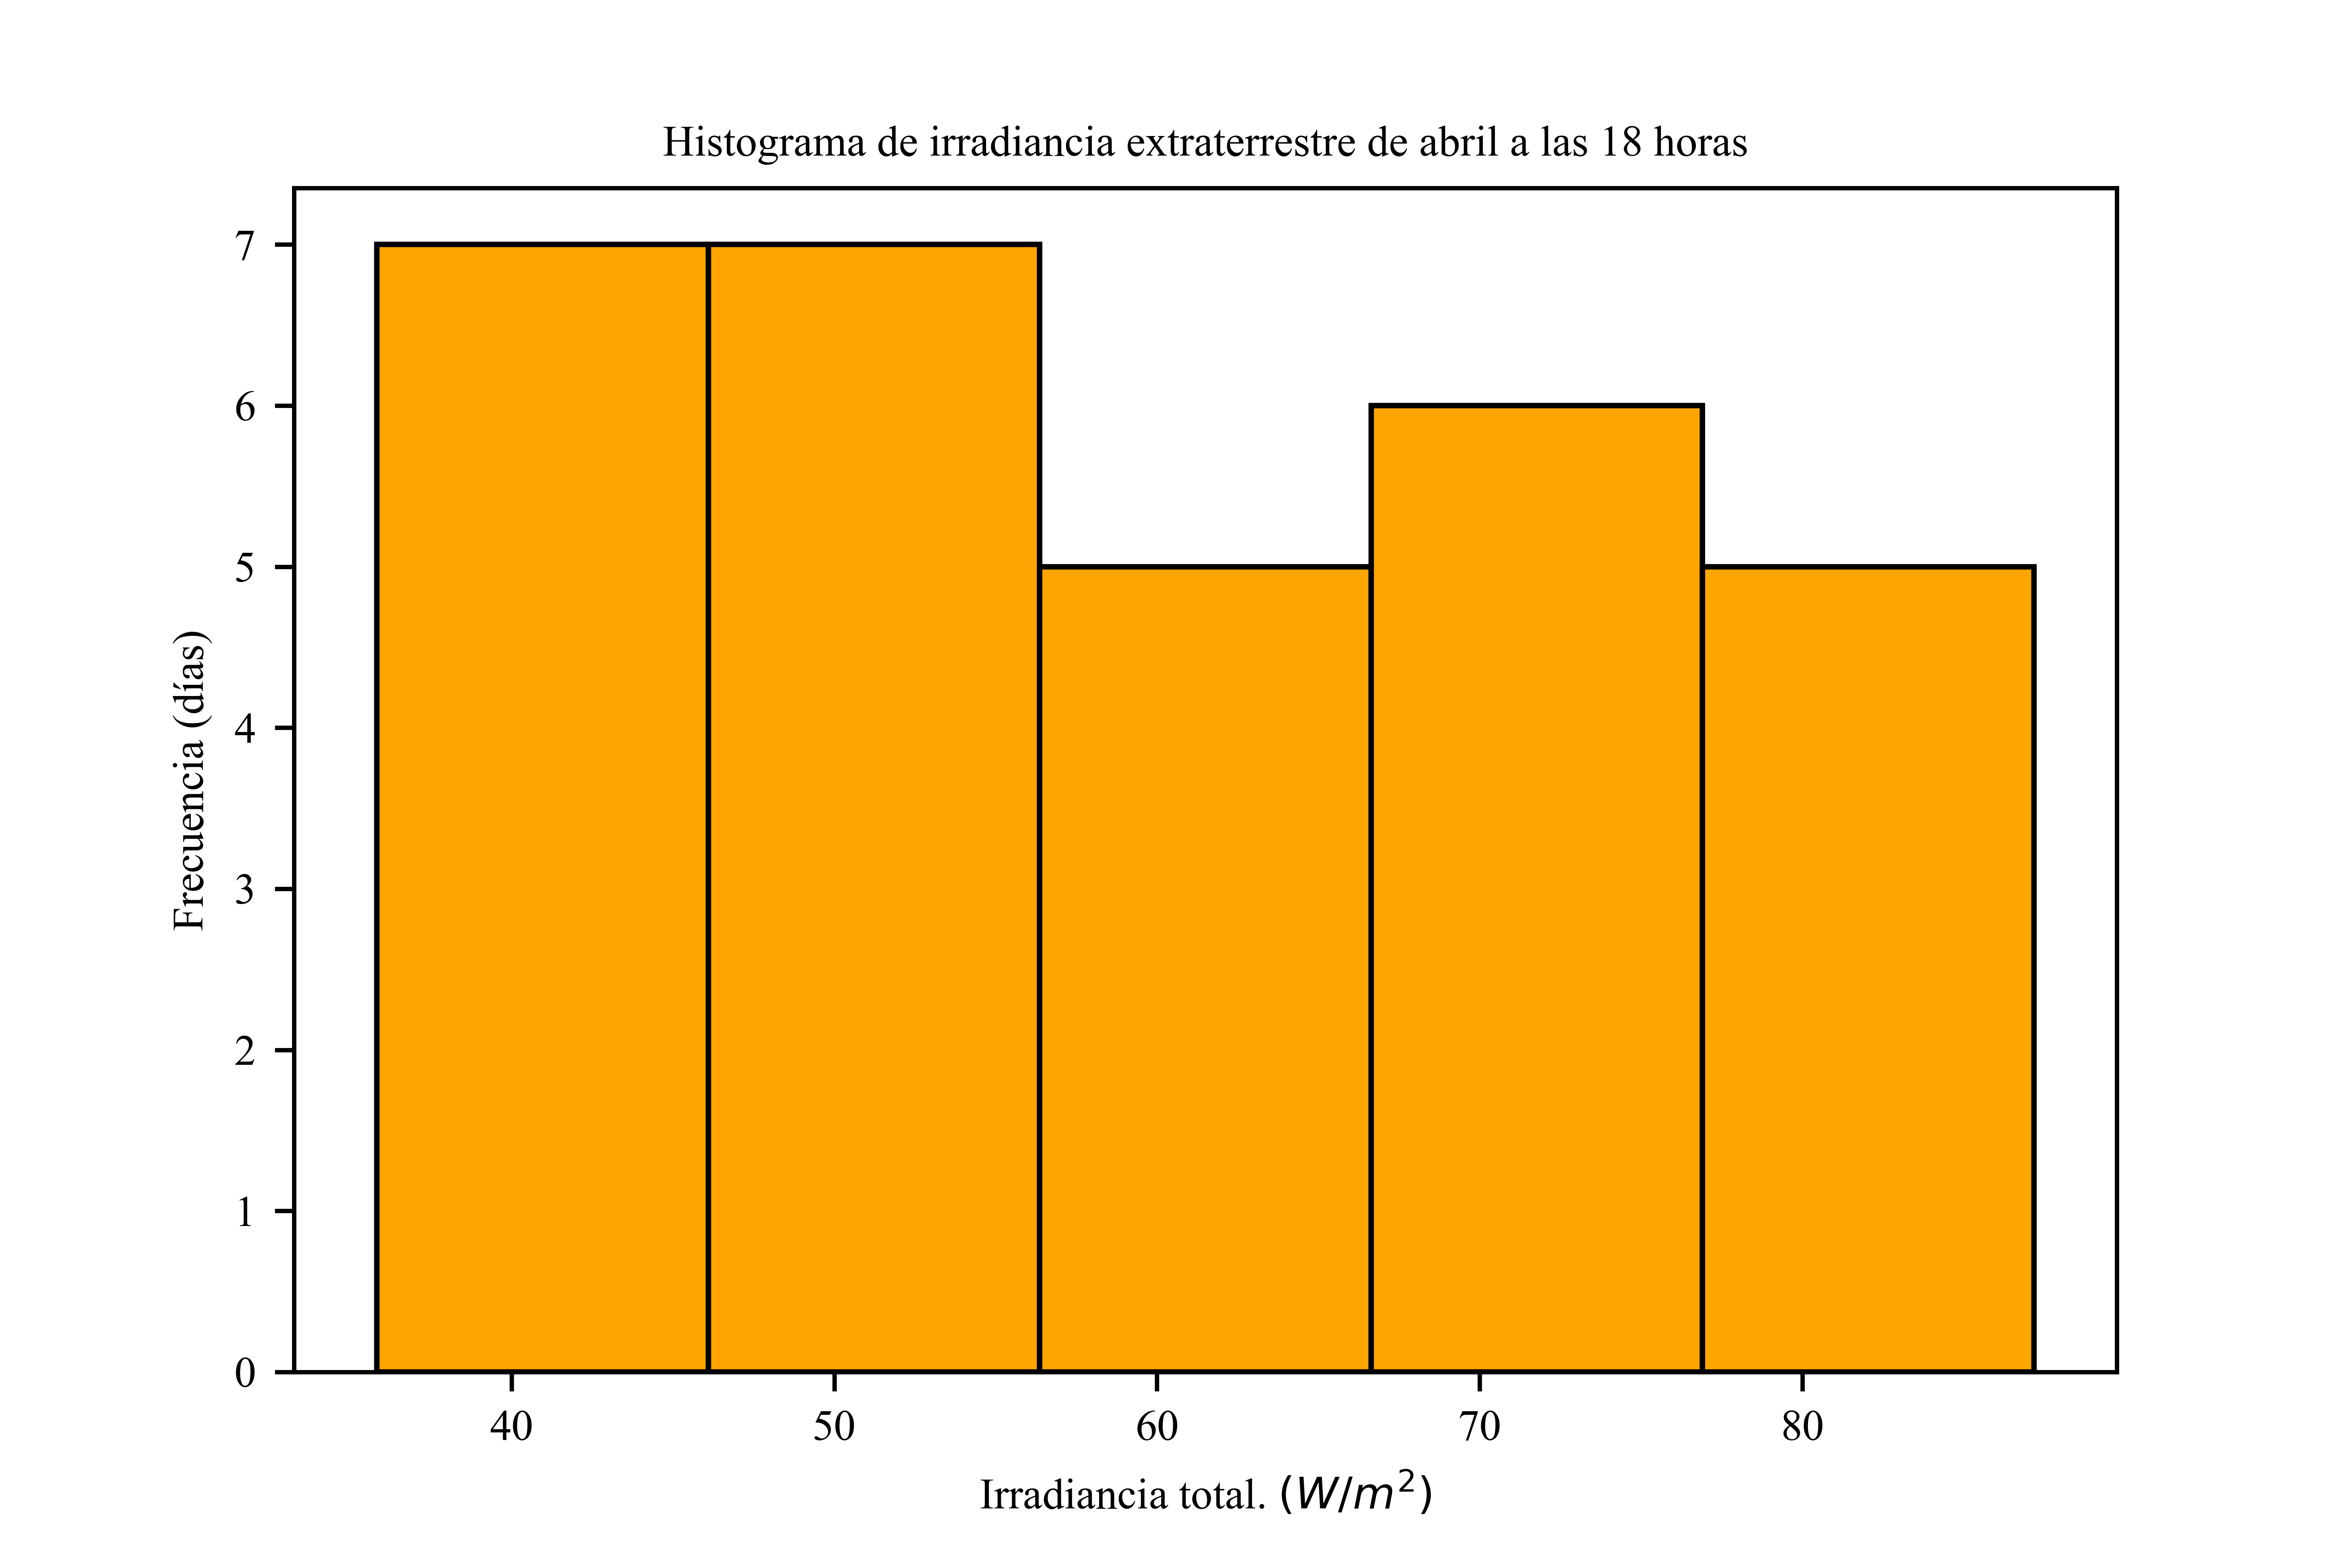 Histograma de irradiancia extraterrestre de abril a las 18 horas
Frecuencia (días)
7
6
5
4
3
2
1
0
40 50 60 70 80
Irradiancia total. (W/m²)